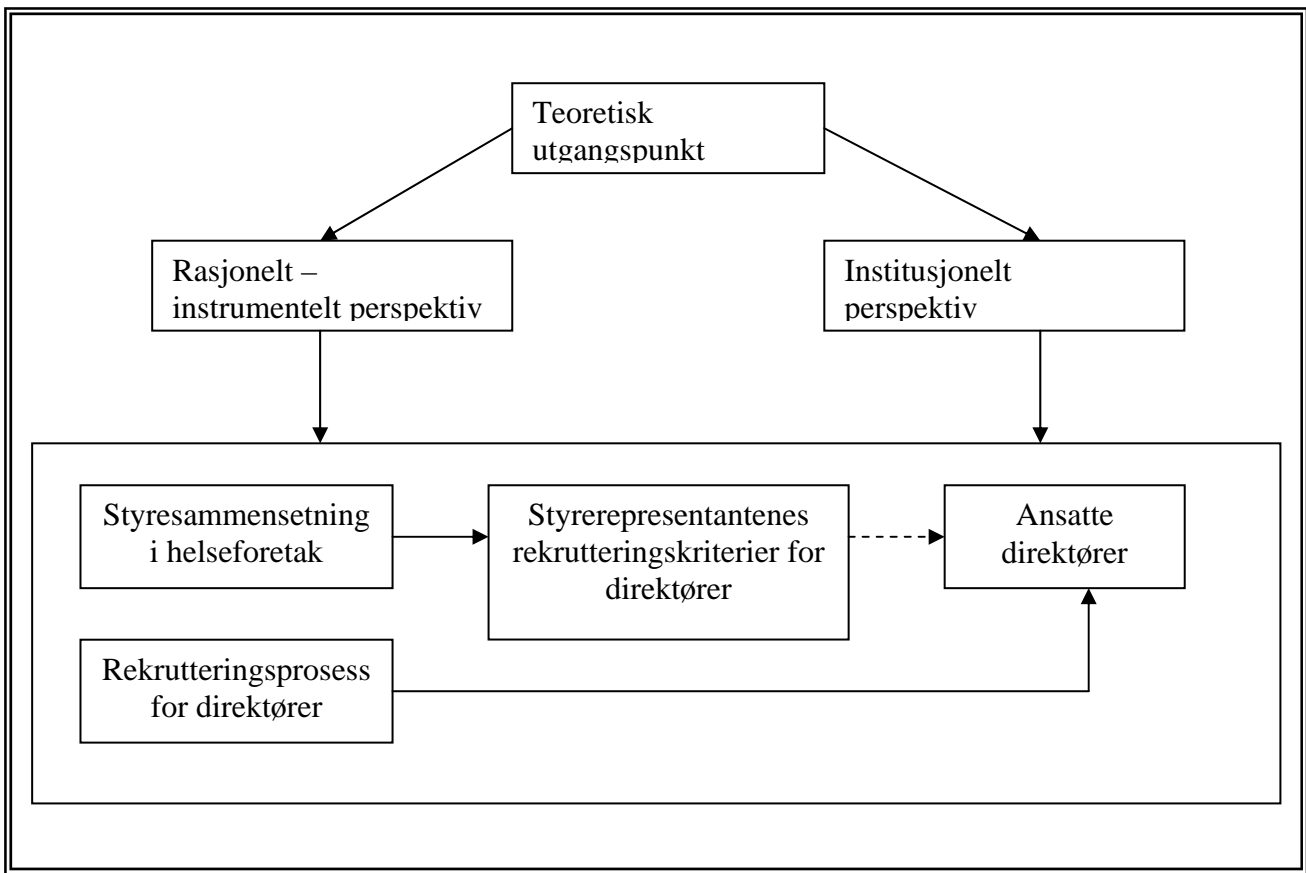 Teoretisk
utgangspunkt
Rasjonelt –
instrumentelt perspektiv
Institusjonelt
perspektiv
Styresammensetning
i helseforetak
Styrerepresentantenes
rekrutteringskriterier for
direktører
Ansatte
direktører
Rekrutteringsprosess
for direktører